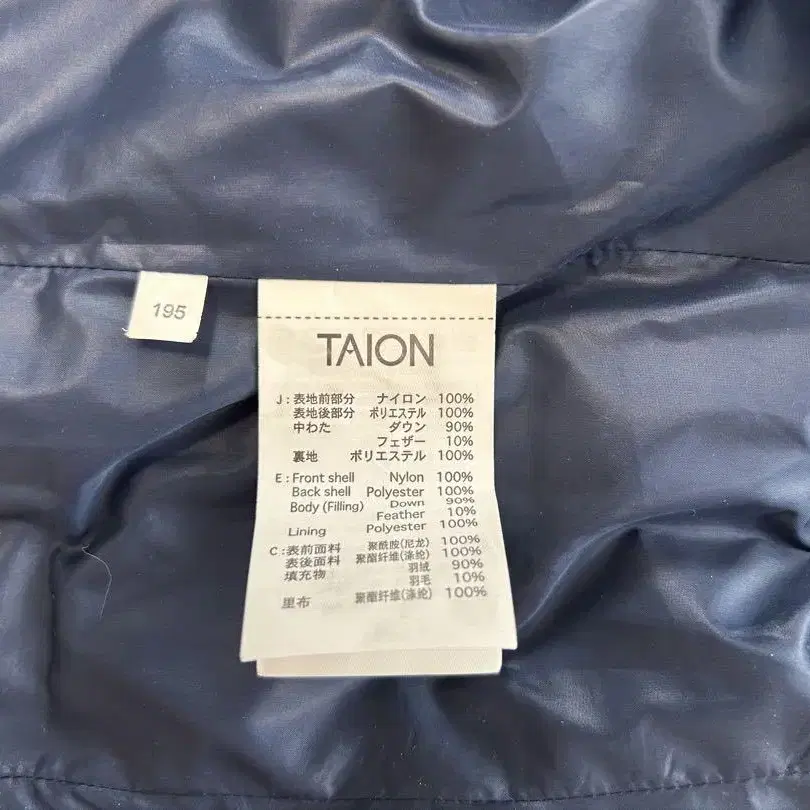 195
TAION
J : 表地前部分 ナイロン 100%
表地後部分 ポリエステル 100%
中わた ダウン 90%
フェザー 10%
裏地 ポリエステル 100%
E : Front shell Nylon 100%
Back shell Polyester 100%
Body (Filling) Down 90%
Feather 10%
Lining Polyester 100%
C : 表前面料 聚酰胺(尼龙) 100%
表後面料 聚酯纤维(涤纶) 100%
填充物 羽绒 90%
羽毛 10%
里布 聚酯纤维(涤纶) 100%